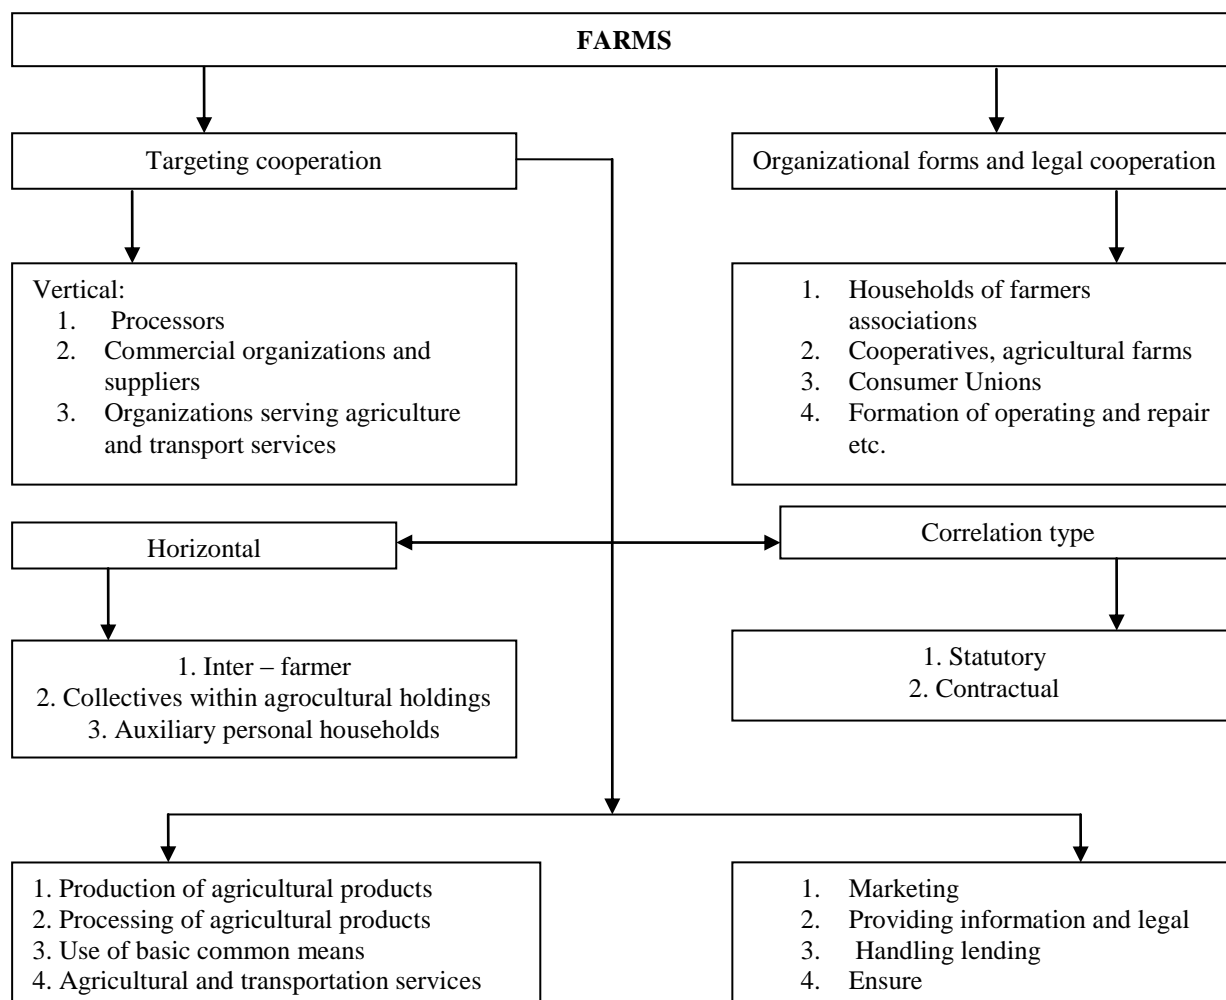 FARMS
Targeting cooperation
Organizational forms and legal cooperation
Vertical:
1. Processors
2. Commercial organizations and
suppliers
3. Organizations serving agriculture
and transport services
1. Households of farmers
associations
2. Cooperatives, agricultural farms
3. Consumer Unions
4. Formation of operating and repair
etc.
Horizontal
Correlation type
1. Inter – farmer
2. Collectives within agrocultural holdings
3. Auxiliary personal households
1. Statutory
2. Contractual
1. Production of agricultural products
2. Processing of agricultural products
3. Use of basic common means
4. Agricultural and transportation services
1. Marketing
2. Providing information and legal
3. Handling lending
4. Ensure